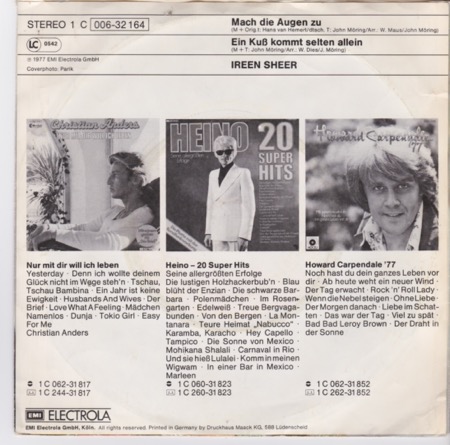 STEREO 1 C 006-32 164
LC 0542
℗ 1977 EMI Electrola GmbH
Coverphoto: Parik
Mach die Augen zu
(M + Orig.t: Hans van Hemert/dtsch. T: John Möring/Arr.: W. Maus/John Möring)
Ein Kuß kommt selten allein
(M + T: John Möring/Arr.: W. Dies/J. Möring)
IREEN SHEER
Christian Anders
HEINO
20
SUPER
HITS
Howard
Carpendale
Nur mit dir will ich leben
Yesterday · Denn ich wollte deinem
Glück nicht im Wege steh'n · Tschau
Tschau Bambina · Ein Jahr ist keine
Ewigkeit · Husbands And Wives · Der
Brief · Love What A Feeling · Mädchen
Namenlos · Dunja · Tokio Girl · Easy
For Me
Christian Anders
1 C 062-31 817
1 C 244-31 817
Heino – 20 Super Hits
Seine allergrößten Erfolge
Die lustigen Holzhackerbub'n · Blau
blüht der Enzian · Die schwarze Bar-
bara · Polenmädchen · Im Rosen-
garten · Edelweiß · Treue Bergvaga-
bunden · Von den Bergen · La Mon-
tanara · Teure Heimat „Nabucco" ·
Karamba, Karacho · Hey Capello ·
Tampico · Die Sonne von Mexico ·
Mohikana Shalali · Carnaval in Rio ·
Und sie hieß Lulalei · Komm in meinen
Wigwam · In einer Bar in Mexico ·
Marleen
1 C 060-31 823
1 C 260-31 823
Howard Carpendale '77
Noch hast du dein ganzes Leben vor
dir · Ab heute weht ein neuer Wind ·
Der Tag erwacht · Rock 'n' Roll Lady ·
Wenn die Nebel steigen · Ohne Liebe ·
Der Morgen danach · Liebe im Schat-
ten · Das war der Tag · Viel zu spät ·
Bad Bad Leroy Brown · Der Draht in
der Sonne
1 C 062-31 852
1 C 262-31 852
EMI ELECTROLA
EMI Electrola GmbH, Köln. All rights reserved. Printed in Germany by Druckhaus Maack KG, 588 Lüdenscheid